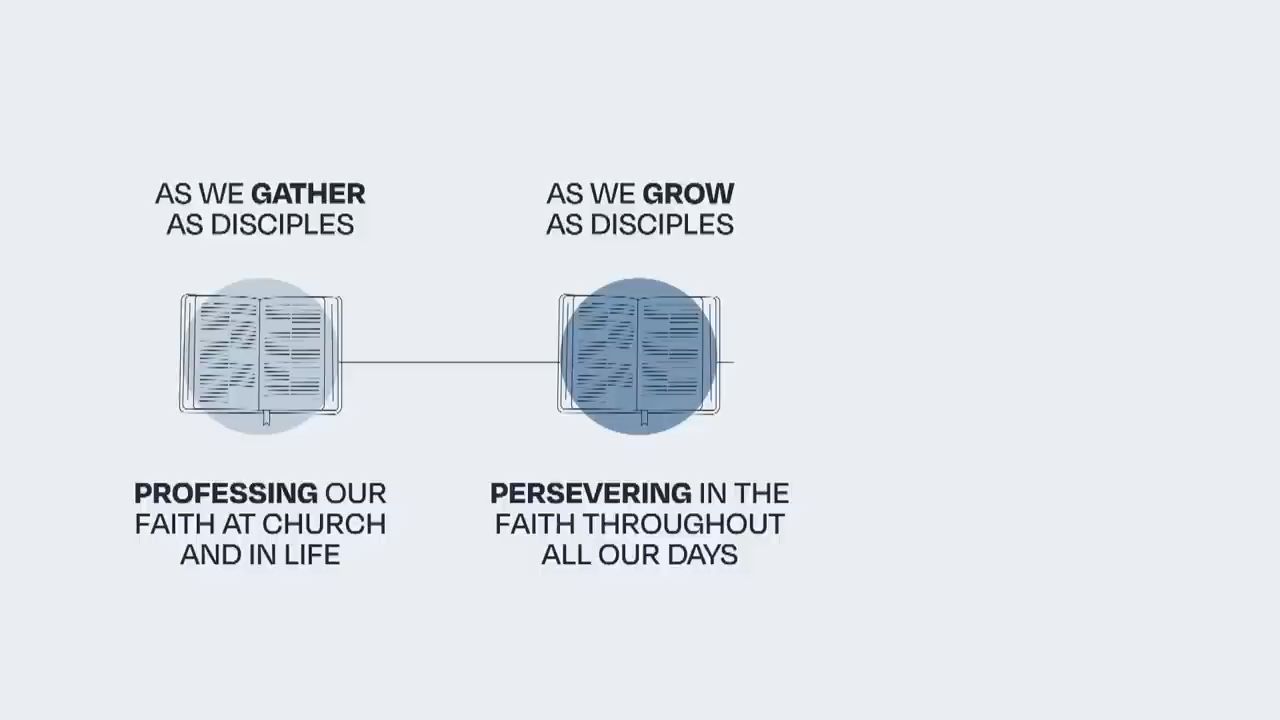 AS WE GATHER
AS DISCIPLES
PROFESSING OUR
FAITH AT CHURCH
AND IN LIFE
AS WE GROW
AS DISCIPLES
PERSEVERING IN THE
FAITH THROUGHOUT
ALL OUR DAYS